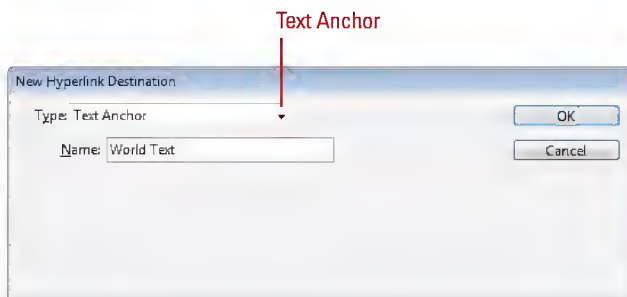 Text Anchor
New Hyperlink Destination
Type: Text Anchor
OK
Name: World Text
Cancel